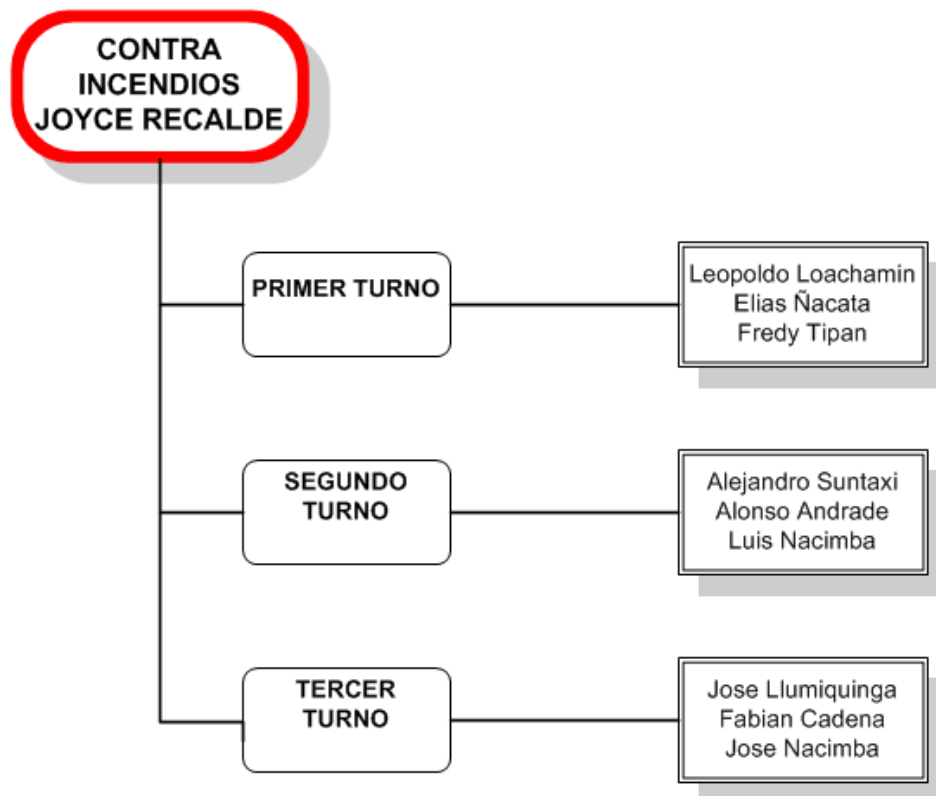 CONTRA
INCENDIOS
JOYCE RECALDE
PRIMER TURNO
Leopoldo Loachamin
Elias Ñacata
Fredy Tipan
SEGUNDO
TURNO
Alejandro Suntaxi
Alonso Andrade
Luis Nacimba
TERCER
TURNO
Jose Llumiquinga
Fabian Cadena
Jose Nacimba